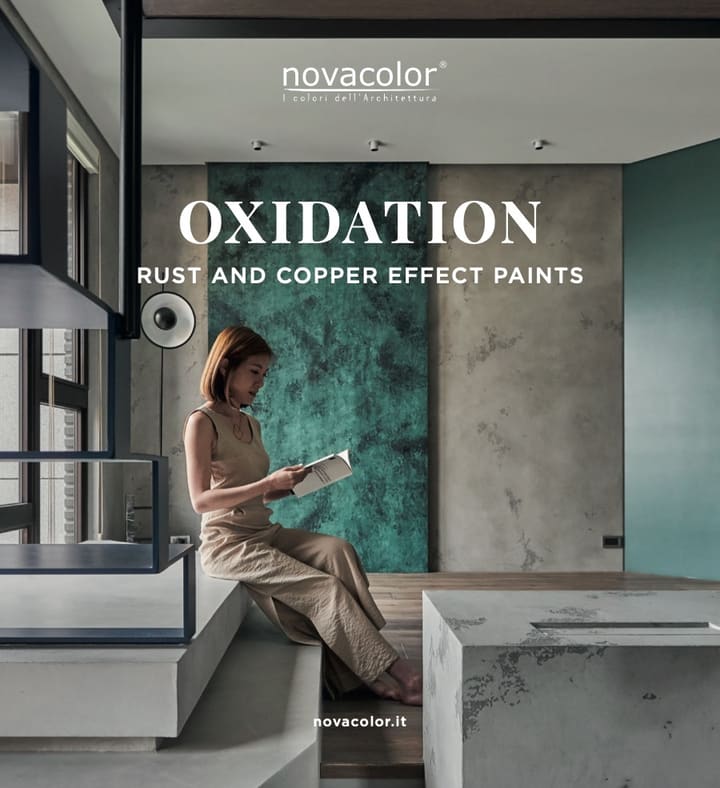 novacolor®
I colori dell'Architettura
OXIDATION
RUST AND COPPER EFFECT PAINTS
novacolor.it